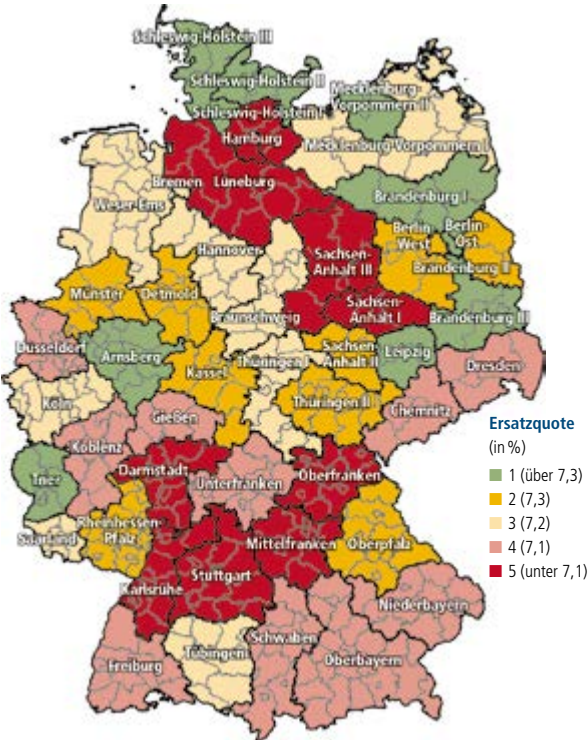 Schleswig-Holstein III
Schleswig-Holstein II
Mecklenburg-
Vorpommern II
Schleswig-Holstein I
Hamburg
Mecklenburg-Vorpommern I
Bremen
Lüneburg
Brandenburg I
Weser-Ems
Berlin-
West
Berlin-
Ost
Hannover
Sachsen-
Anhalt III
Brandenburg II
Münster
Detmold
Braunschweig
Sachsen-
Anhalt I
Brandenburg III
Düsseldorf
Arnsberg
Kassel
Thüringen I
Sachsen-
Anhalt II
Leipzig
Dresden
Köln
Gießen
Thüringen II
Chemnitz
Koblenz
Darmstadt
Unterfranken
Oberfranken
Trier
Rheinhessen-
Pfalz
Saarland
Mittelfranken
Oberpfalz
Karlsruhe
Stuttgart
Niederbayern
Freiburg
Tübingen
Schwaben
Oberbayern
Ersatzquote
(in %)
1 (über 7,3)
2 (7,3)
3 (7,2)
4 (7,1)
5 (unter 7,1)